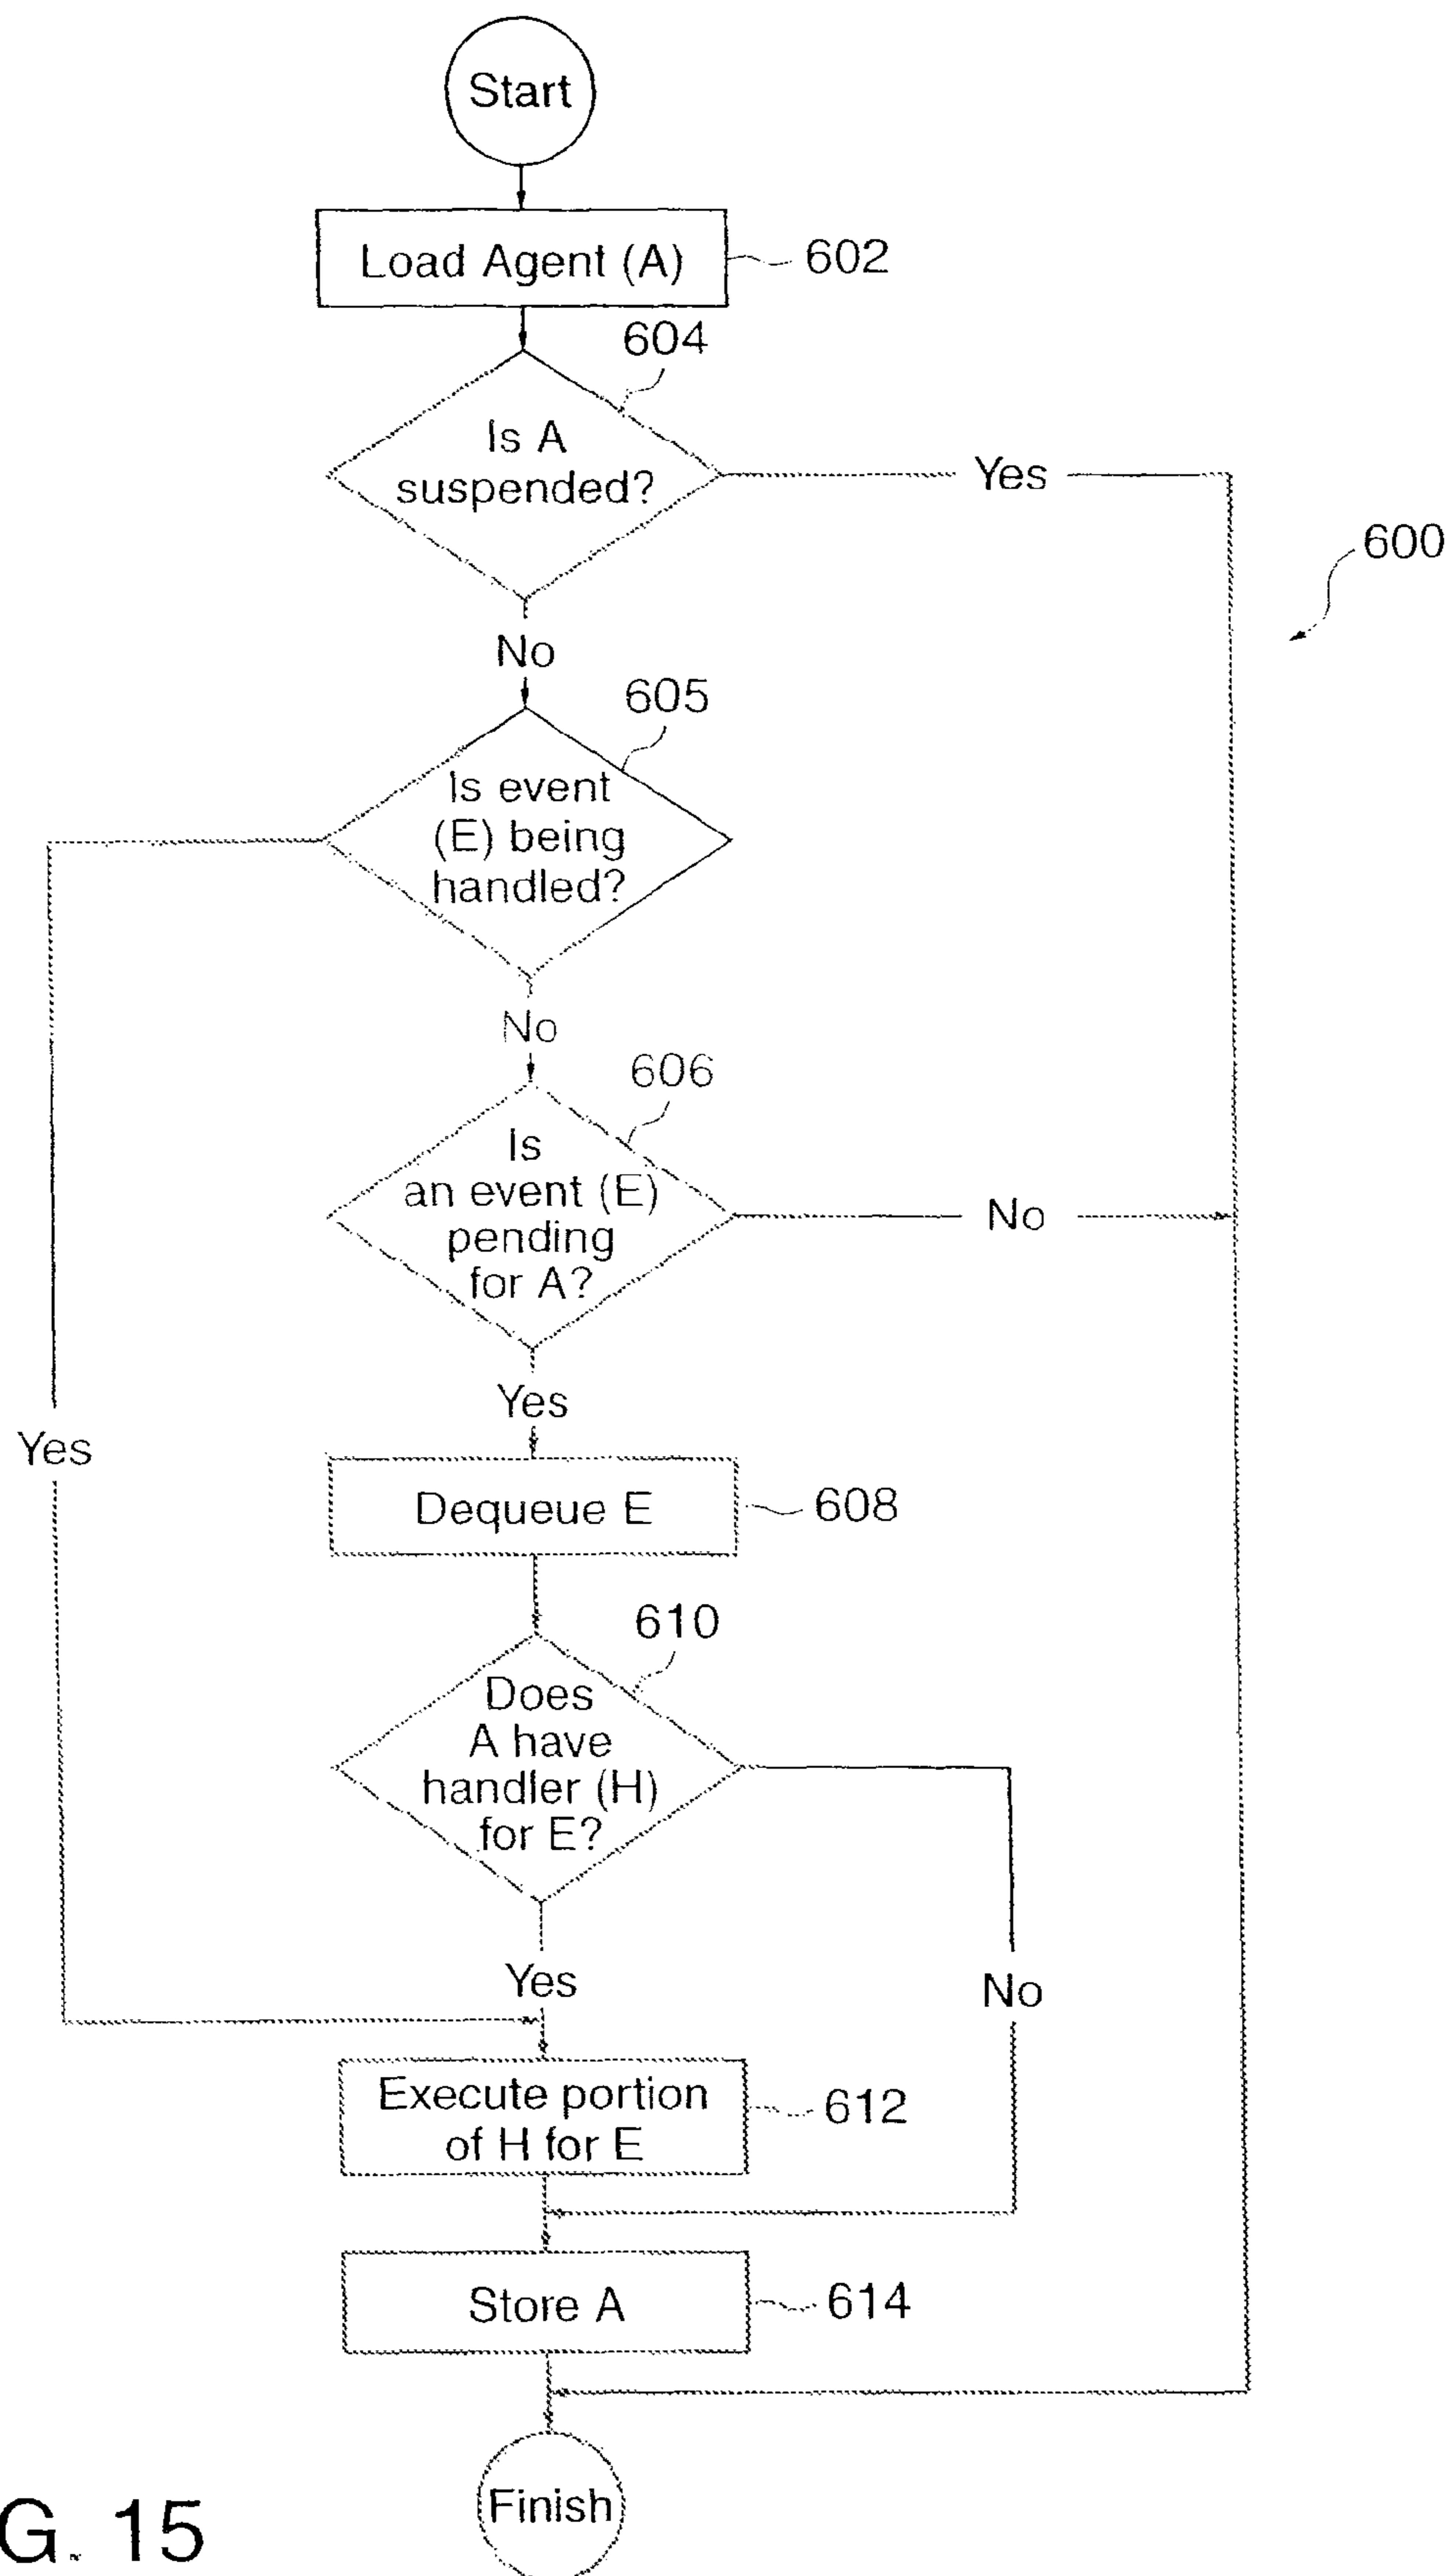 Start
Load Agent (A)
602
604
Is A
suspended?
Yes
600
No
605
Is event
(E) being
handled?
No
606
Is
an event (E)
pending
for A?
No
Yes
Yes
Dequeue E
608
610
Does
A have
handler (H)
for E?
Yes
No
Execute portion
of H for E
612
Store A
614
Finish
G. 15